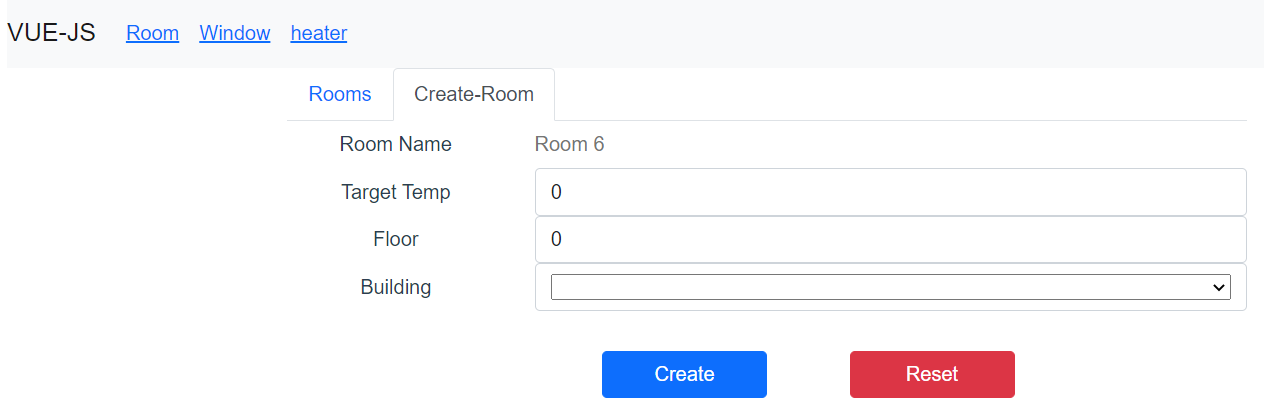 VUE-JS Room Window heater
Rooms Create-Room
Room Name Room 6
Target Temp 0
Floor 0
Building
Create Reset